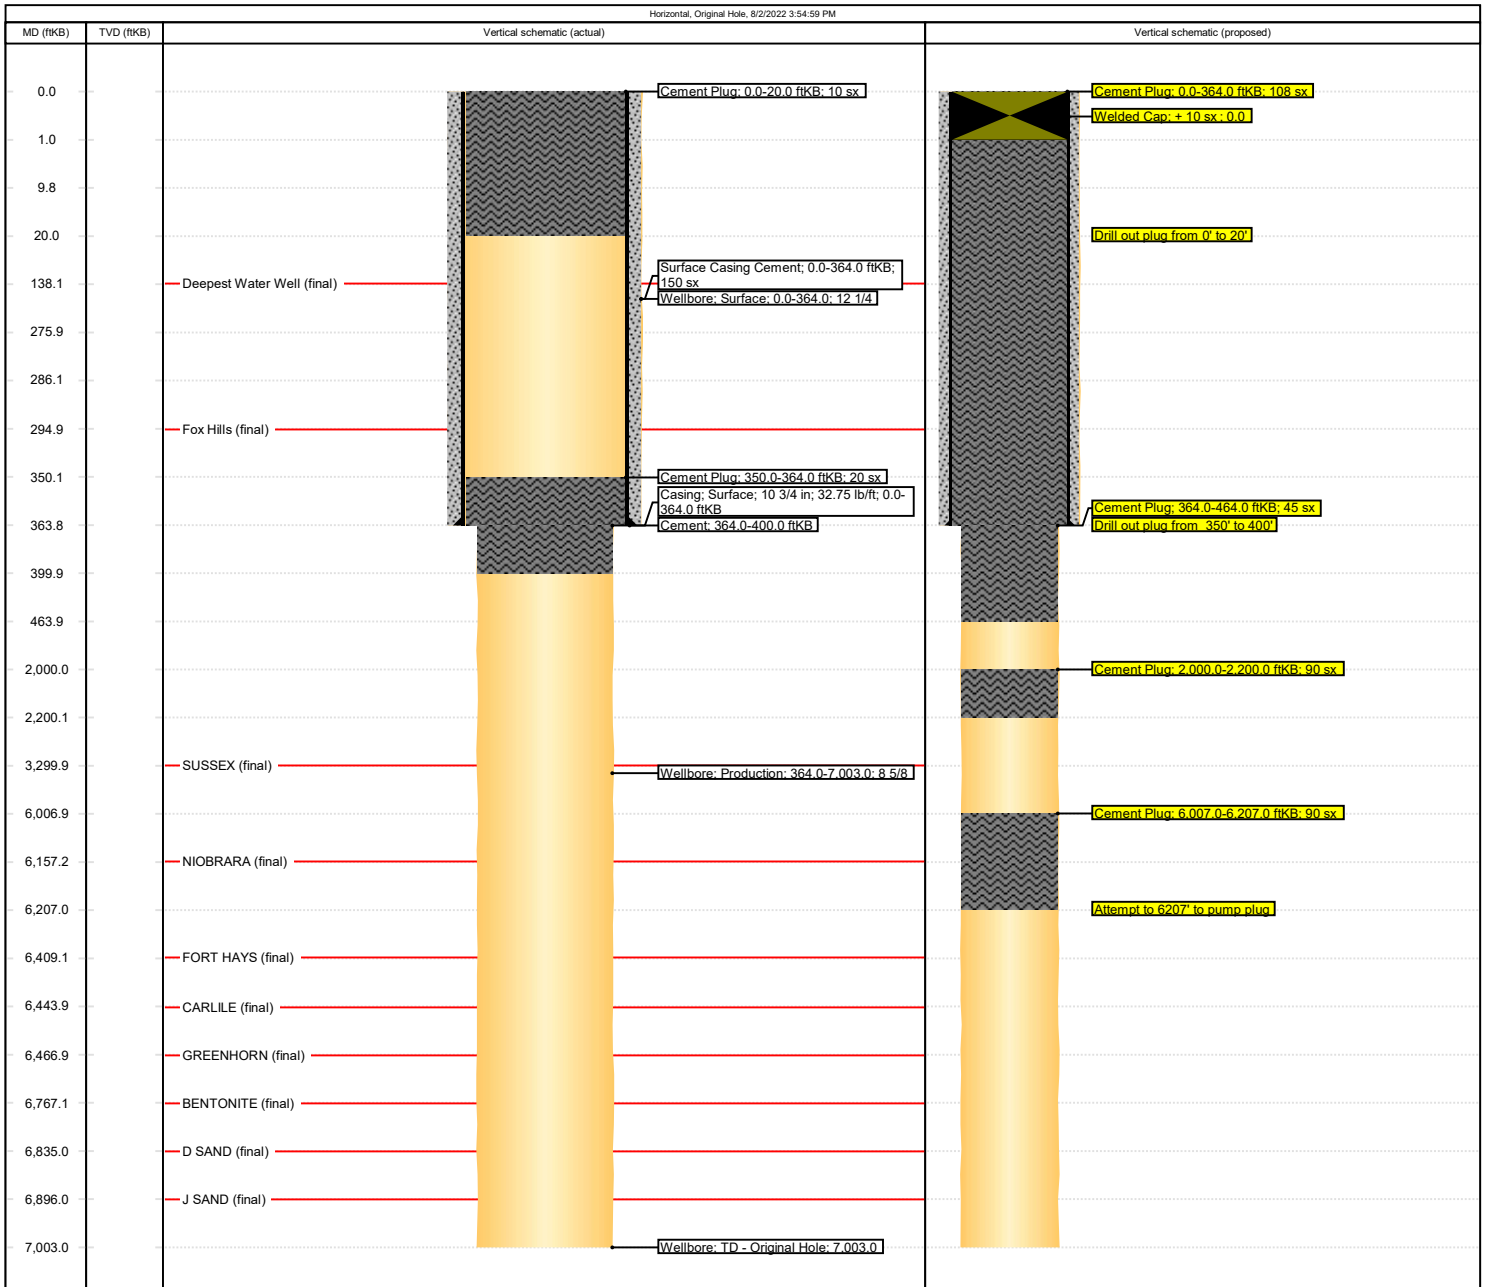 Horizontal, Original Hole, 8/2/2022 3:54:59 PM
MD (ftKB) TVD (ftKB) Vertical schematic (actual) Vertical schematic (proposed)
0.0 Cement Plug; 0.0-20.0 ftKB; 10 sx Cement Plug; 0.0-364.0 ftKB; 108 sx
Welded Cap; + 10 sx ; 0.0
1.0
9.8
20.0 Drill out plug from 0' to 20'
Surface Casing Cement; 0.0-364.0 ftKB;
150 sx
138.1 Deepest Water Well (final)
Wellbore; Surface; 0.0-364.0; 12 1/4
275.9
286.1
294.9 Fox Hills (final)
350.1 Cement Plug; 350.0-364.0 ftKB; 20 sx
Casing; Surface; 10 3/4 in; 32.75 lb/ft; 0.0-
364.0 ftKB
Cement Plug; 364.0-464.0 ftKB; 45 sx
363.8 Cement; 364.0-400.0 ftKB Drill out plug from  350' to 400'
399.9
463.9
2,000.0 Cement Plug; 2,000.0-2,200.0 ftKB; 90 sx
2,200.1
3,299.9 SUSSEX (final)
Wellbore; Production; 364.0-7,003.0; 8 5/8
6,006.9 Cement Plug; 6,007.0-6,207.0 ftKB; 90 sx
6,157.2 NIOBRARA (final)
6,207.0 Attempt to 6207' to pump plug
6,409.1 FORT HAYS (final)
6,443.9 CARLILE (final)
6,466.9 GREENHORN (final)
6,767.1 BENTONITE (final)
6,835.0 D SAND (final)
6,896.0 J SAND (final)
7,003.0 Wellbore; TD - Original Hole; 7,003.0